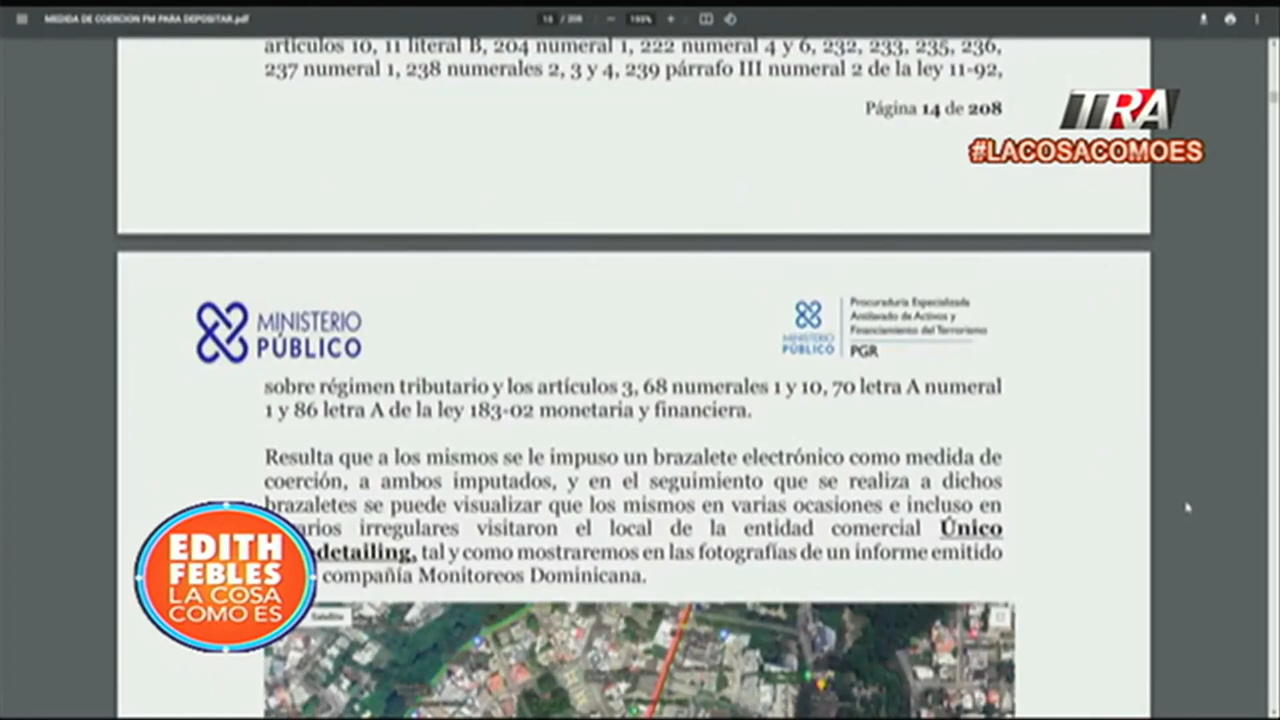 MEDIDA DE COERCION FM PARA DEPOSITAR.pdf
15 / 208
artículos 10, 11 literal B, 204 numeral 1, 222 numeral 4 y 6, 232, 233, 235, 236,
237 numeral 1, 238 numerales 2, 3 y 4, 239 párrafo III numeral 2 de la ley 11-92,
Página 14 de 208
TRA
#LACOSACOMOES
MINISTERIO
PÚBLICO
MINISTERIO
PÚBLICO
Procuraduría Especializada
Antilavado de Activos y
Financiamiento del Terrorismo
PGR
sobre régimen tributario y los artículos 3, 68 numerales 1 y 10, 70 letra A numeral
1 y 86 letra A de la ley 183-02 monetaria y financiera.
Resulta que a los mismos se le impuso un brazalete electrónico como medida de
coerción, a ambos imputados, y en el seguimiento que se realiza a dichos
brazaletes se puede visualizar que los mismos en varias ocasiones e incluso en
arios irregulares visitaron el local de la entidad comercial Único
detailing, tal y como mostraremos en las fotografías de un informe emitido
compañía Monitoreos Dominicana.
EDITH
FEBLES
LA COSA
COMO ES
Satélite